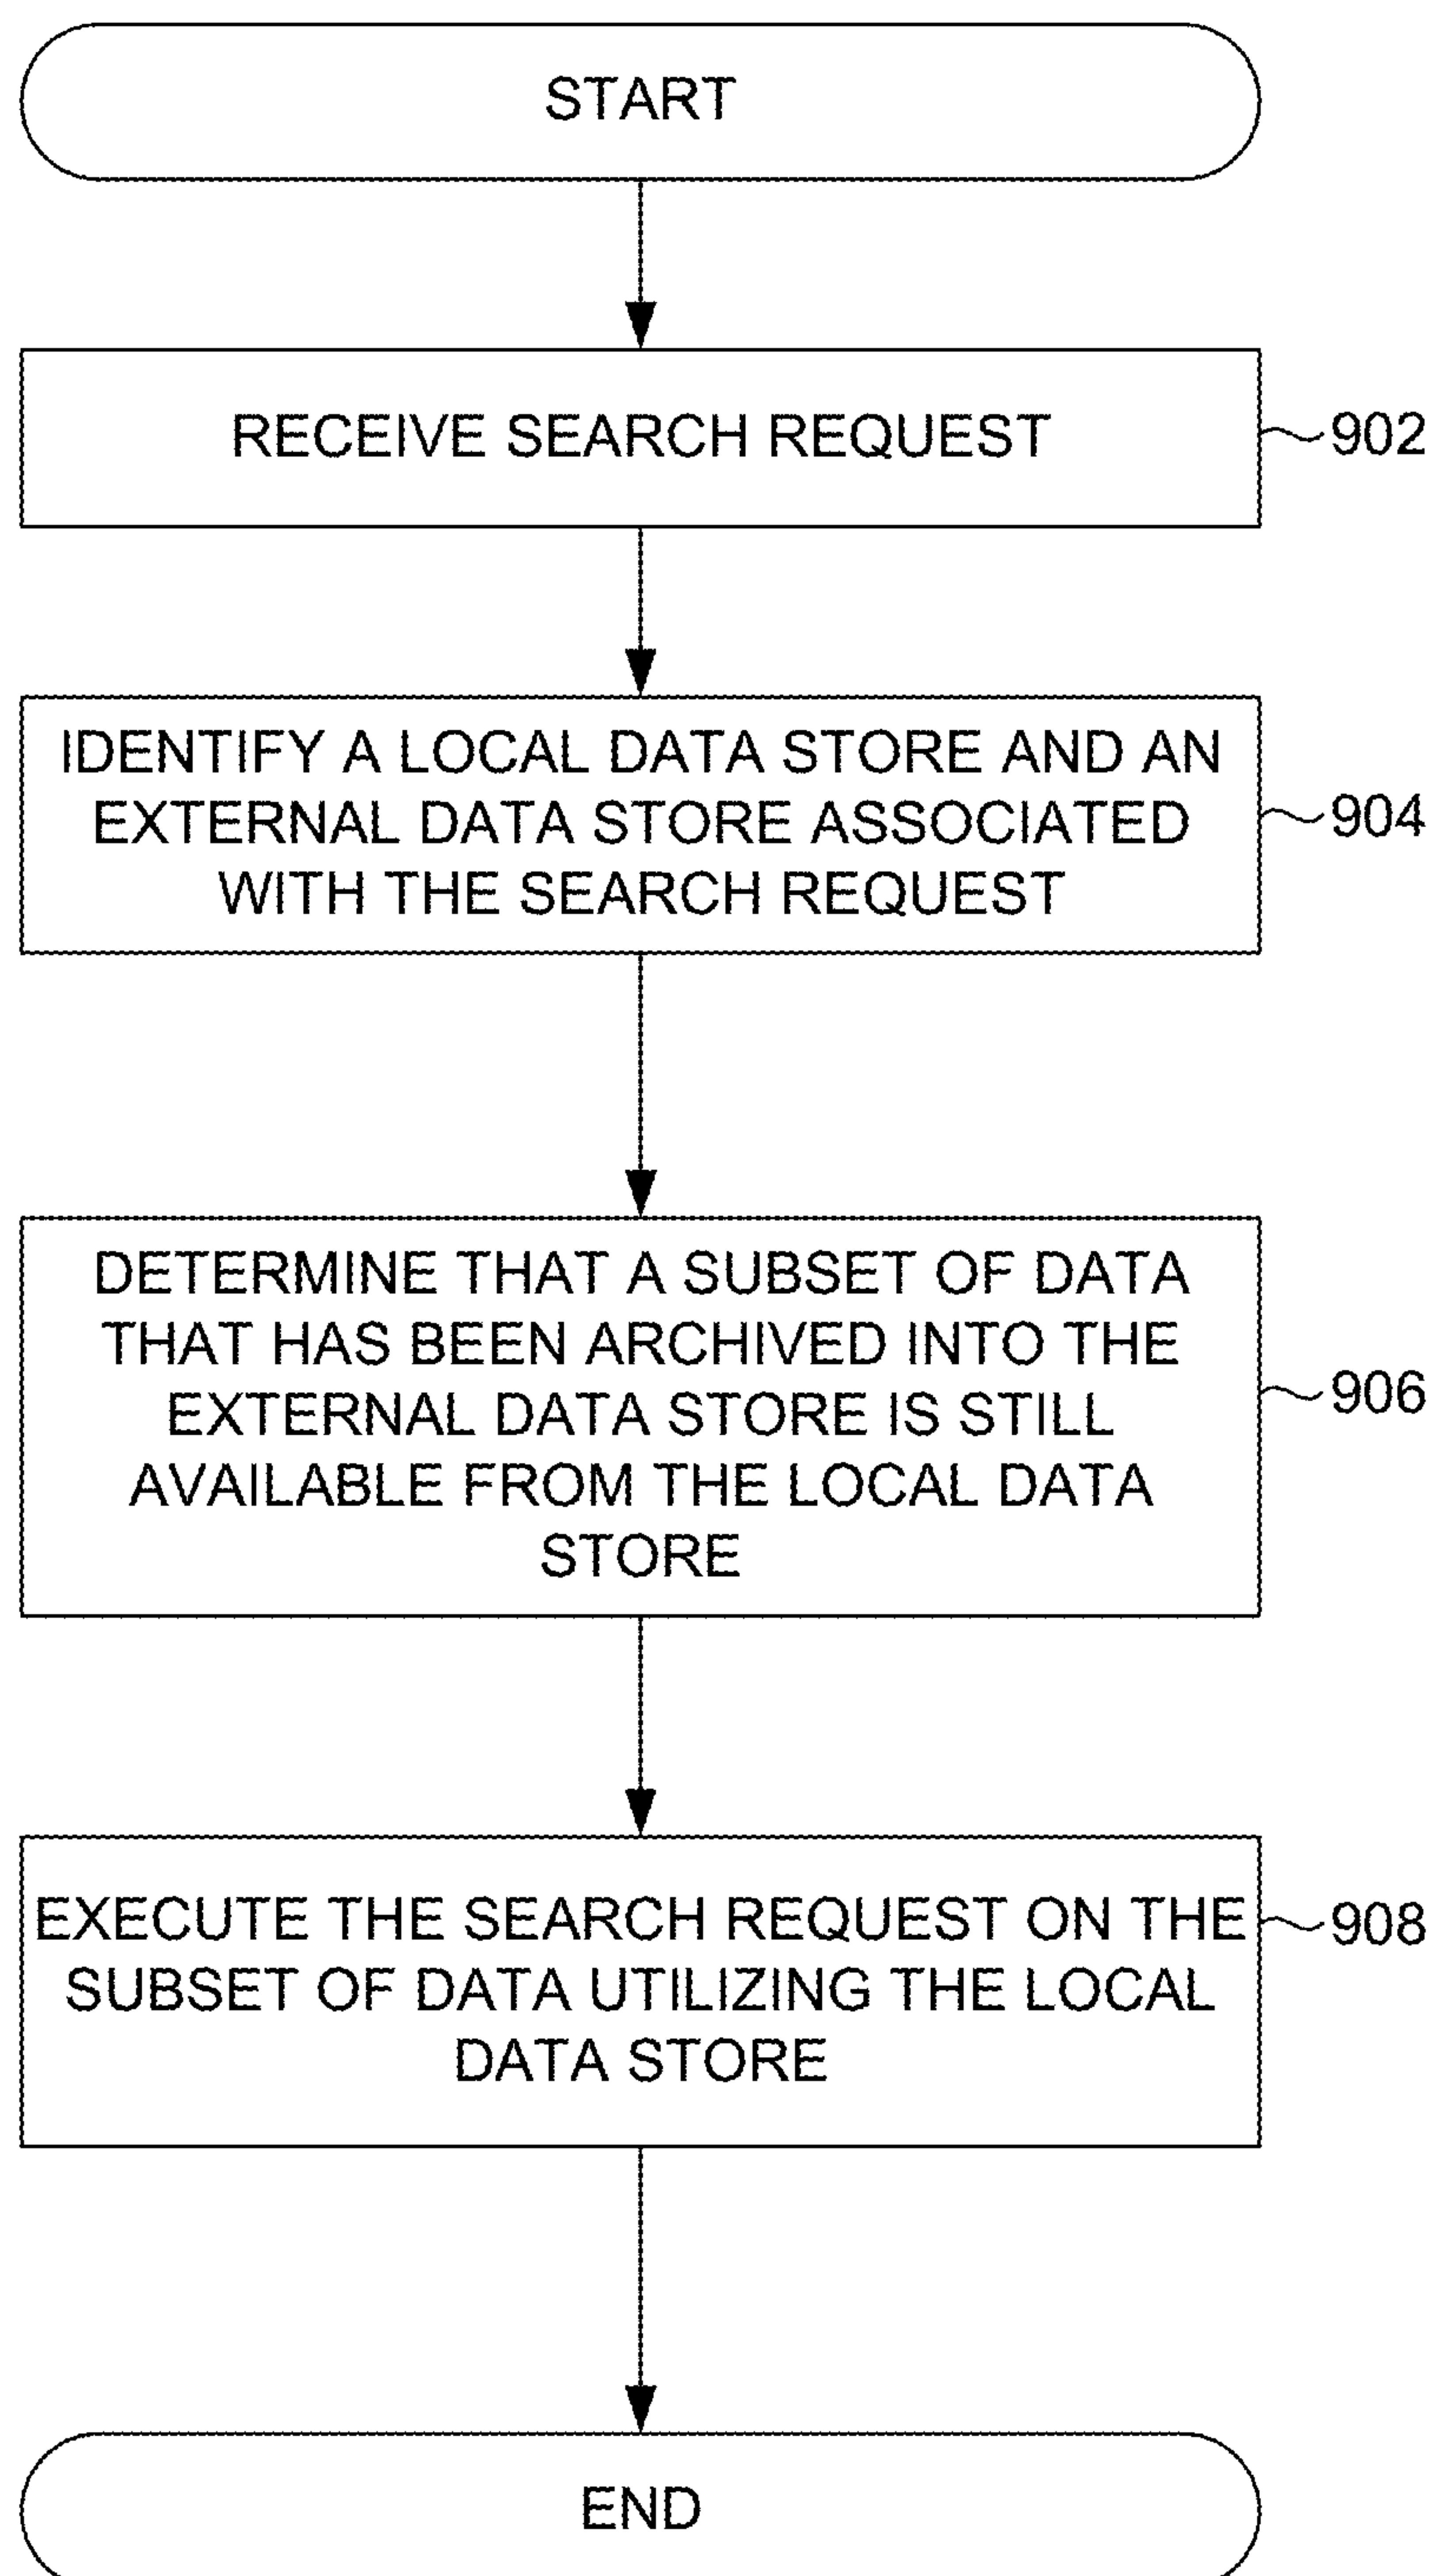 START
RECEIVE SEARCH REQUEST
902
IDENTIFY A LOCAL DATA STORE AND AN
EXTERNAL DATA STORE ASSOCIATED
WITH THE SEARCH REQUEST
904
DETERMINE THAT A SUBSET OF DATA
THAT HAS BEEN ARCHIVED INTO THE
EXTERNAL DATA STORE IS STILL
AVAILABLE FROM THE LOCAL DATA
STORE
906
EXECUTE THE SEARCH REQUEST ON THE
SUBSET OF DATA UTILIZING THE LOCAL
DATA STORE
908
END